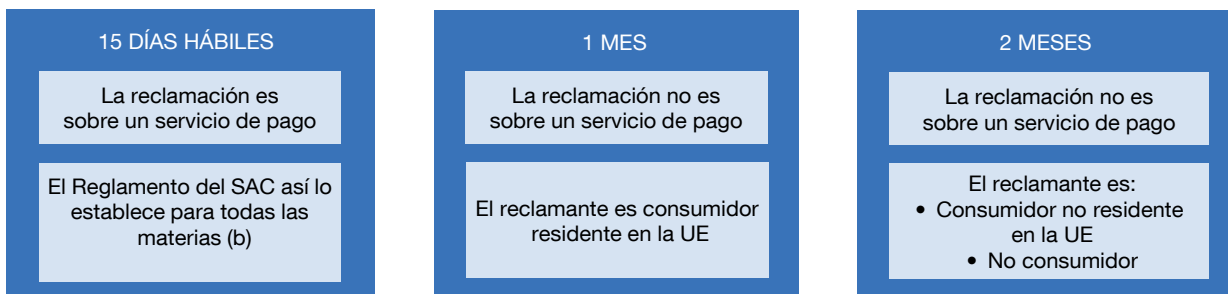 15 DÍAS HÁBILES
La reclamación es
sobre un servicio de pago
El Reglamento del SAC así lo
establece para todas las
materias (b)
1 MES
La reclamación no es
sobre un servicio de pago
El reclamante es consumidor
residente en la UE
2 MESES
La reclamación no es
sobre un servicio de pago
El reclamante es:
• Consumidor no residente
en la UE
• No consumidor